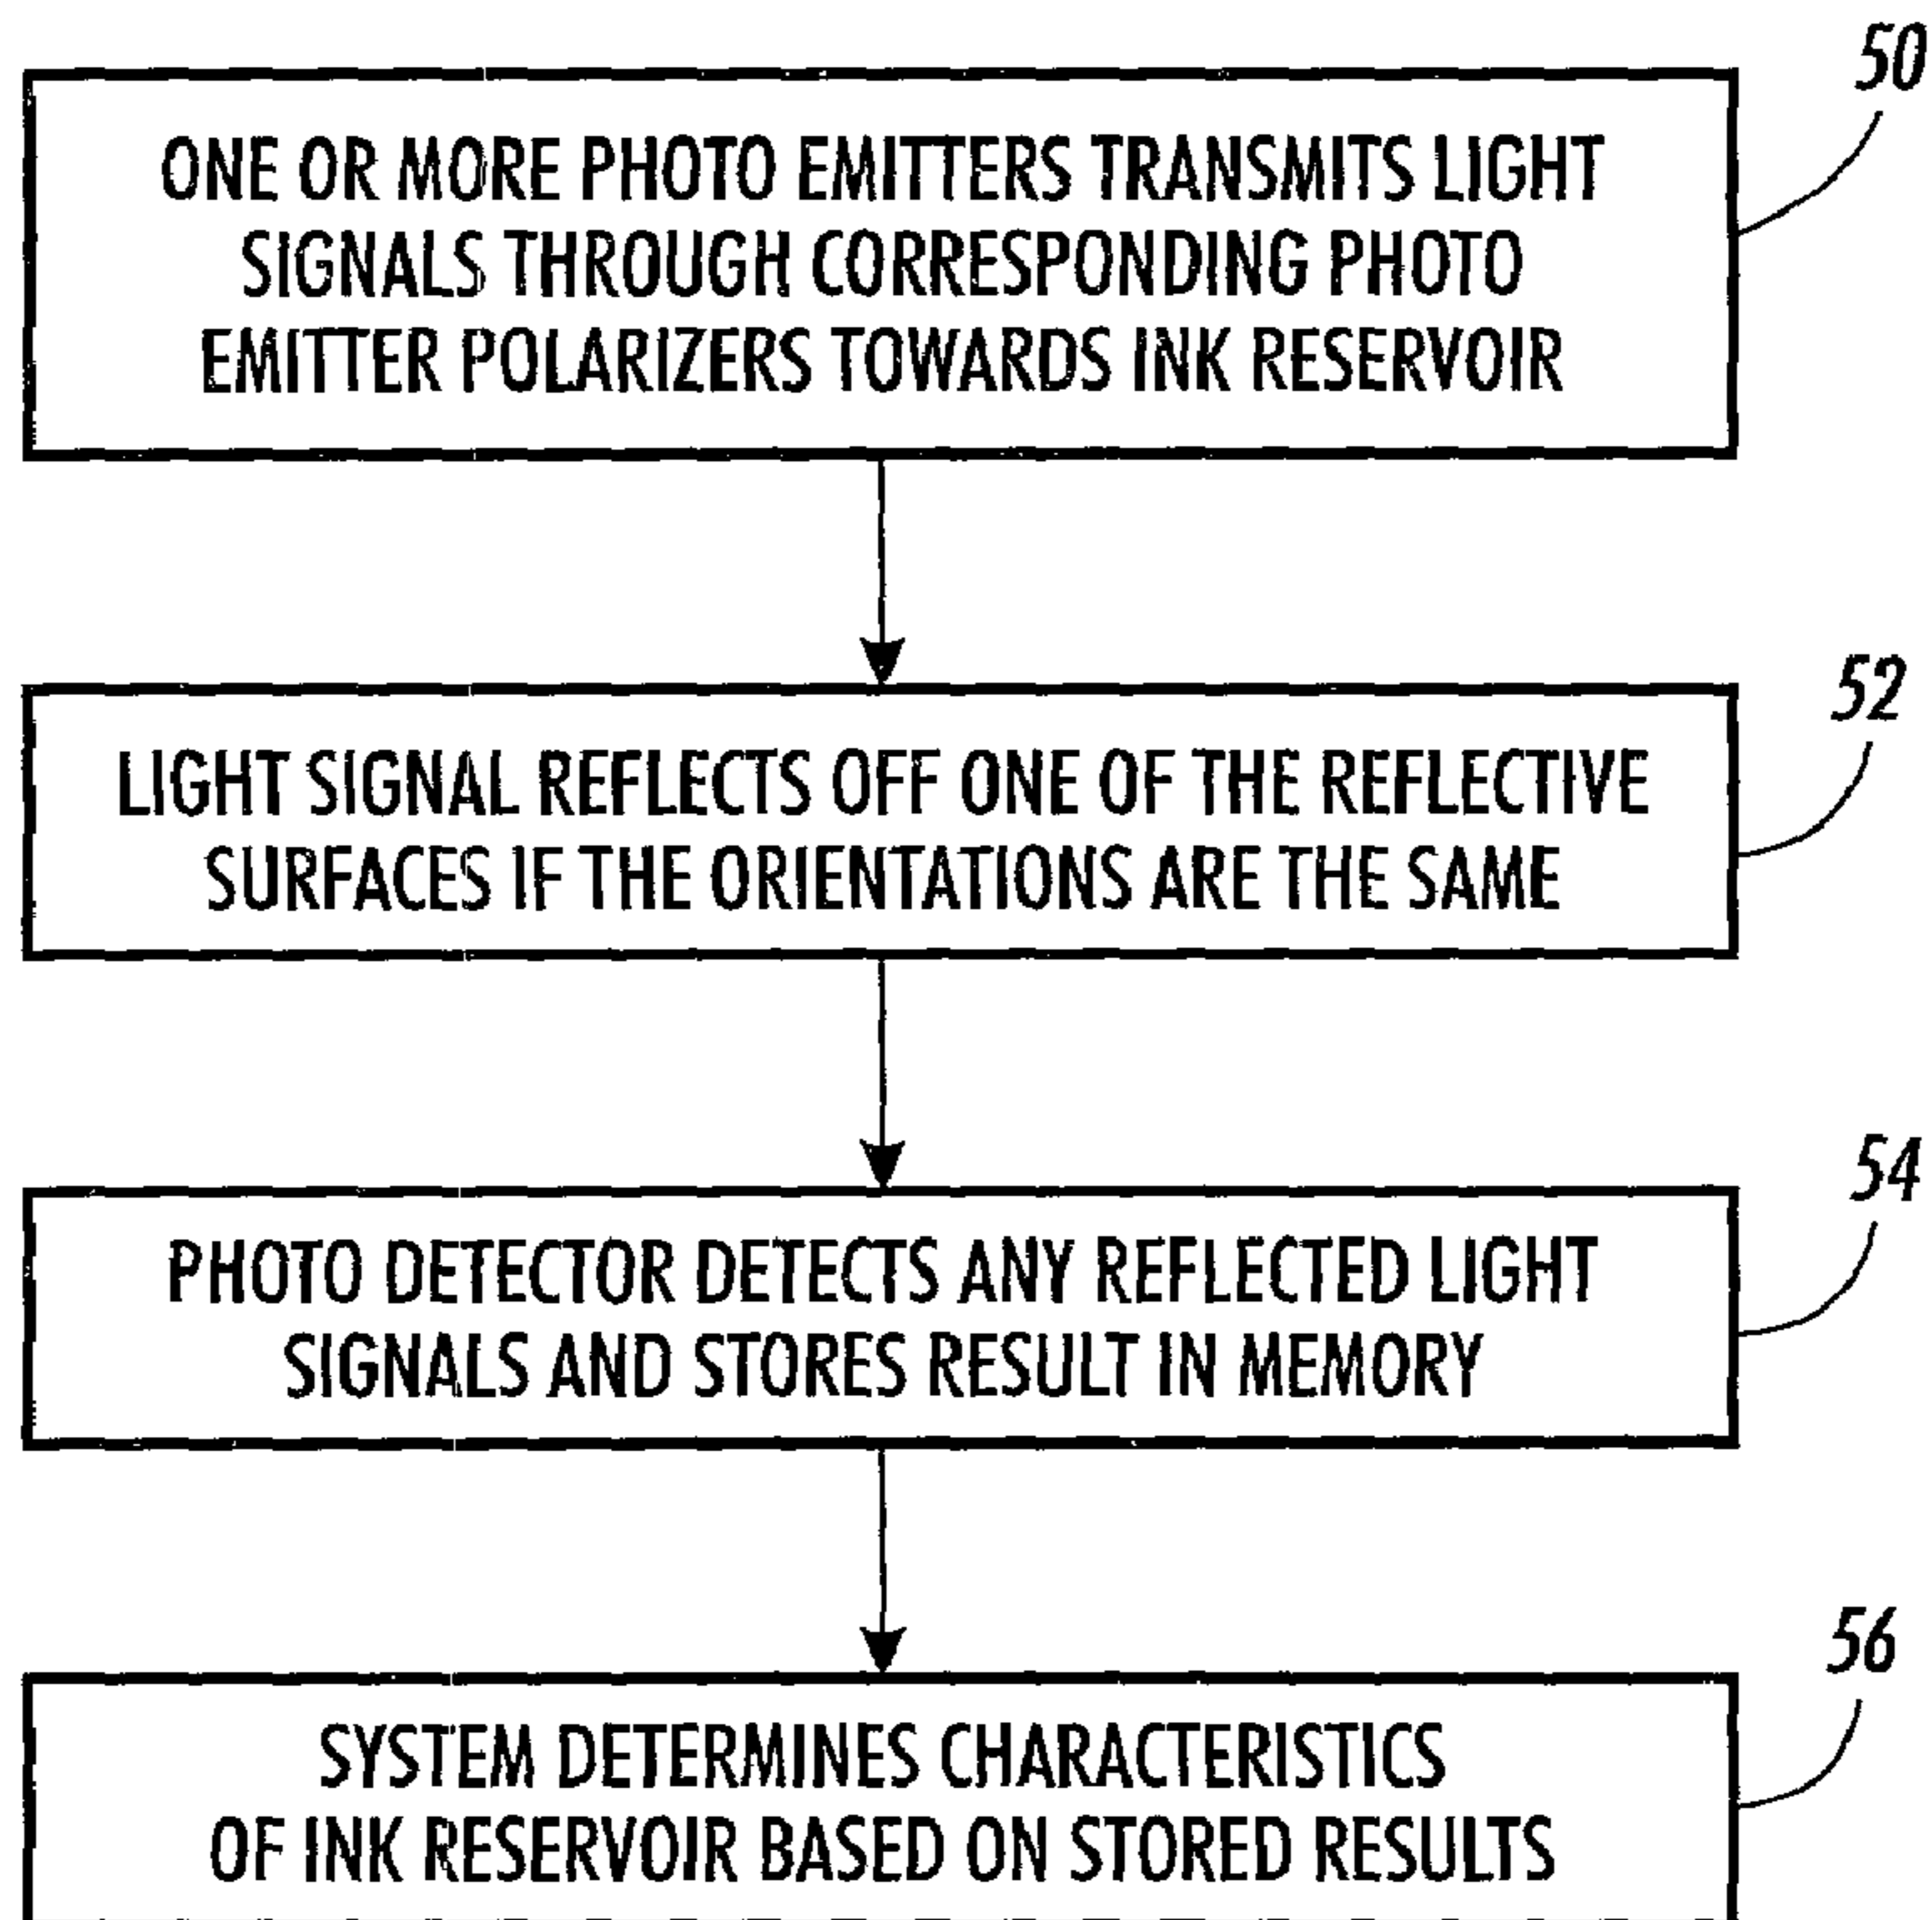 50
ONE OR MORE PHOTO EMITTERS TRANSMITS LIGHT
SIGNALS THROUGH CORRESPONDING PHOTO
EMITTER POLARIZERS TOWARDS INK RESERVOIR
52
LIGHT SIGNAL REFLECTS OFF ONE OF THE REFLECTIVE
SURFACES IF THE ORIENTATIONS ARE THE SAME
54
PHOTO DETECTOR DETECTS ANY REFLECTED LIGHT
SIGNALS AND STORES RESULT IN MEMORY
56
SYSTEM DETERMINES CHARACTERISTICS
OF INK RESERVOIR BASED ON STORED RESULTS